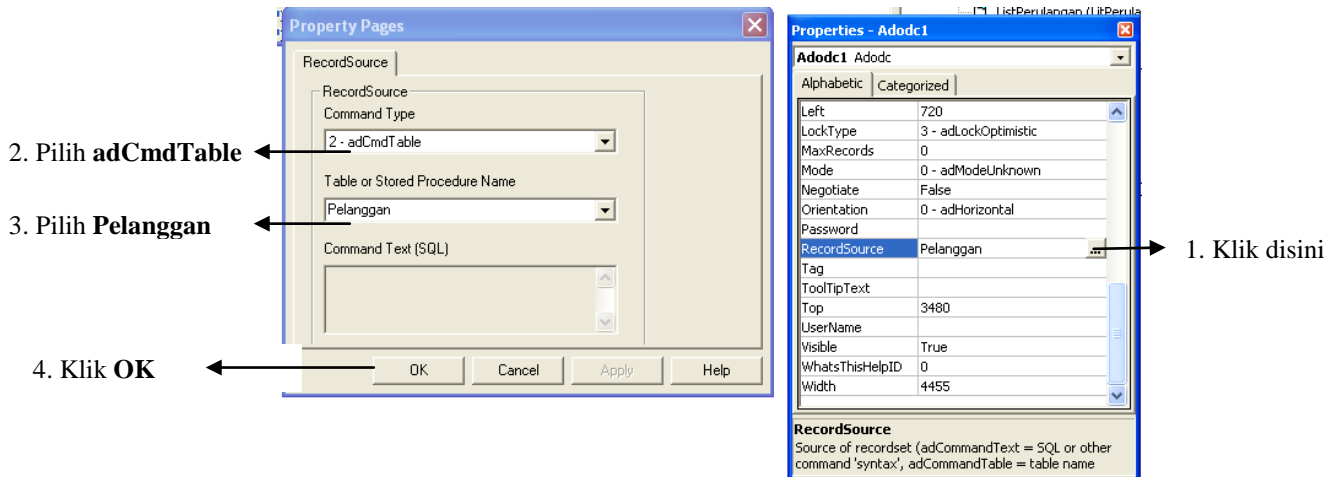 ListPerulangan (LitPerula
Property Pages
RecordSource
RecordSource
Command Type
2 - adCmdTable
Table or Stored Procedure Name
Pelanggan
Command Text (SQL)
OK Cancel Apply Help
2. Pilih adCmdTable
3. Pilih Pelanggan
4. Klik OK
Properties - Adodc1
Adodc1 Adodc
Alphabetic Categorized
Left 720
LockType 3 - adLockOptimistic
MaxRecords 0
Mode 0 - adModeUnknown
Negotiate False
Orientation 0 - adHorizontal
Password
RecordSource Pelanggan ...
Tag
ToolTipText
Top 3480
UserName
Visible True
WhatsThisHelpID 0
Width 4455
RecordSource
Source of recordset (adCommandText = SQL or other
command 'syntax', adCommandTable = table name
1. Klik disini